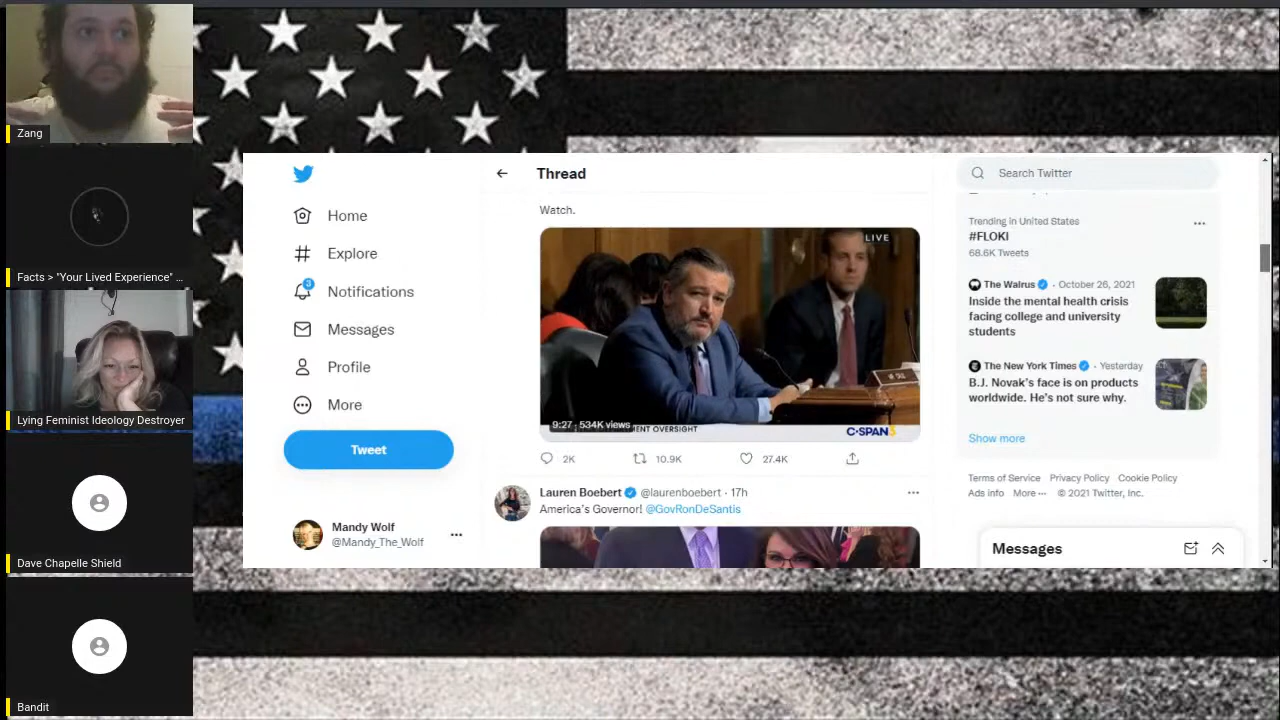 Zang
Facts > "Your Lived Experience" ...
Lying Feminist Ideology Destroyer
Dave Chapelle Shield
Bandit
Home
Explore
3
Notifications
Messages
Profile
More
Tweet
Mandy Wolf
@Mandy_The_Wolf
Thread
Watch.
LIVE
9:27 534K views
MENT OVERSIGHT
C-SPAN3
2K
10.9K
27.4K
Lauren Boebert @laurenboebert · 17h
America's Governor! @GovRonDeSantis
Search Twitter
Trending in United States
#FLOKI
68.6K Tweets
The Walrus · October 26, 2021
Inside the mental health crisis
facing college and university
students
The New York Times · Yesterday
B.J. Novak's face is on products
worldwide. He's not sure why.
Show more
Terms of Service Privacy Policy Cookie Policy
Ads info More ··· © 2021 Twitter, Inc.
Messages